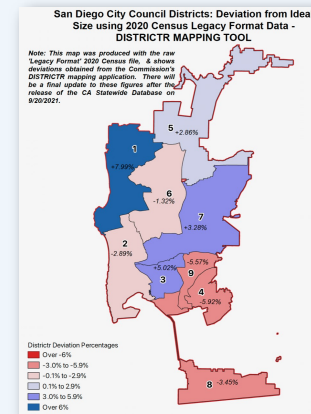 San Diego City Council Districts: Deviation from Idea
Size using 2020 Census Legacy Format Data -
DISTRICTR MAPPING TOOL
Note: This map was produced with the raw
'Legacy Format' 2020 Census file, & shows
deviations obtained from the Commission's
DISTRICTR mapping application. There will
be a final update to these figures after the
release of the CA Statewide Database on
9/20/2021.
5
+2.86%
1
+7.99%
6
-1.32%
7
+3.28%
2
-2.89%
+5.02%
3
-5.57%
9
4
-5.92%
8
-3.45%
Districtr Deviation Percentages
Over -6%
-3.0% to -5.9%
-0.1% to -2.9%
0.1% to 2.9%
3.0% to 5.9%
Over 6%